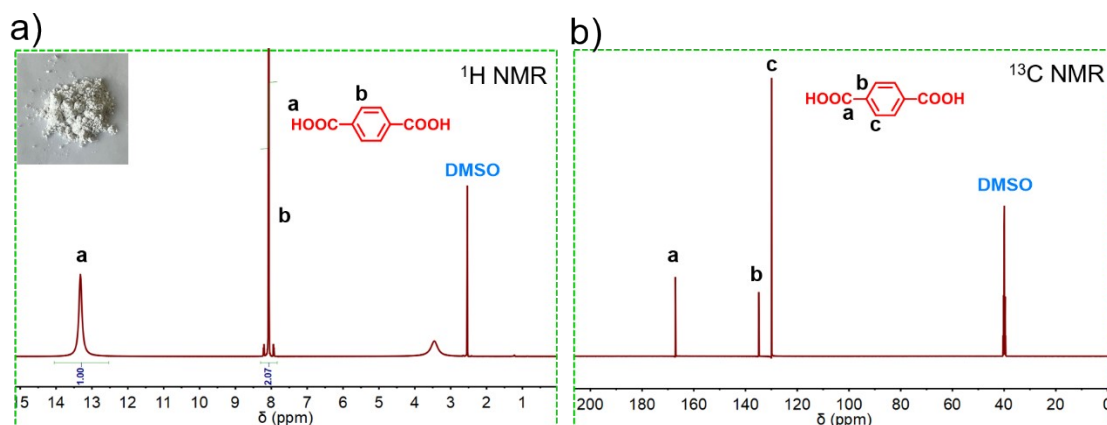 a)
¹H NMR
a
b
HOOC
COOH
DMSO
b
a
1.00
2.07
15 14 13 12 11 10 9 8 7 6 5 4 3 2 1
δ (ppm)
b)
¹³C NMR
c
b
HOOC
COOH
a
c
DMSO
a
b
200 180 160 140 120 100 80 60 40 20 0
δ (ppm)